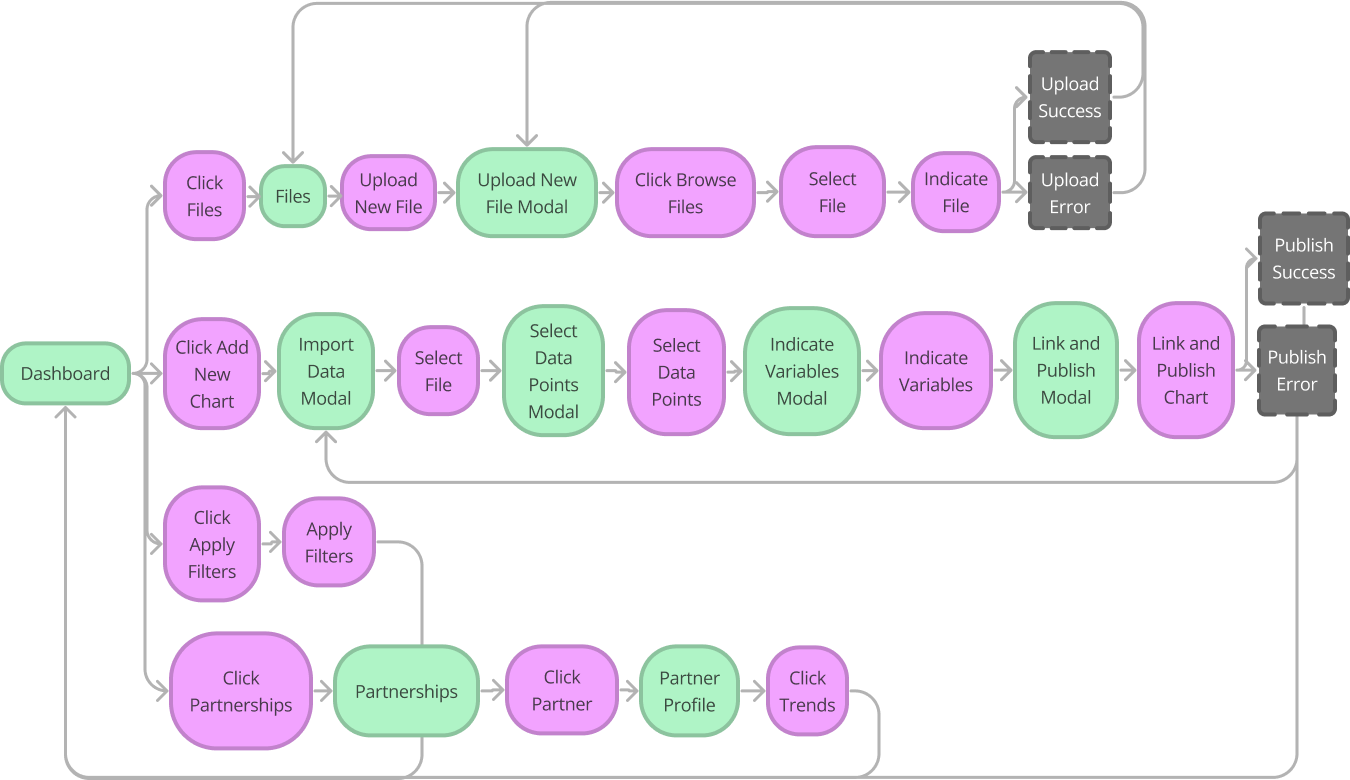 Upload
Success
Click
Files
Files
Upload
New File
Upload New
File Modal
Click Browse
Files
Select
File
Indicate
File
Upload
Error
Publish
Success
Dashboard
Click Add
New
Chart
Import
Data
Modal
Select
File
Select
Data
Points
Modal
Select
Data
Points
Indicate
Variables
Modal
Indicate
Variables
Link and
Publish
Modal
Link and
Publish
Chart
Publish
Error
Click
Apply
Filters
Apply
Filters
Click
Partnerships
Partnerships
Click
Partner
Partner
Profile
Click
Trends